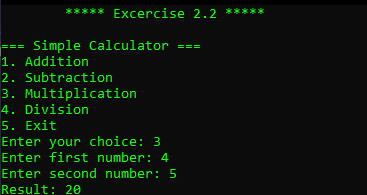 ***** Excercise 2.2 *****
=== Simple Calculator ===
1. Addition
2. Subtraction
3. Multiplication
4. Division
5. Exit
Enter your choice: 3
Enter first number: 4
Enter second number: 5
Result: 20